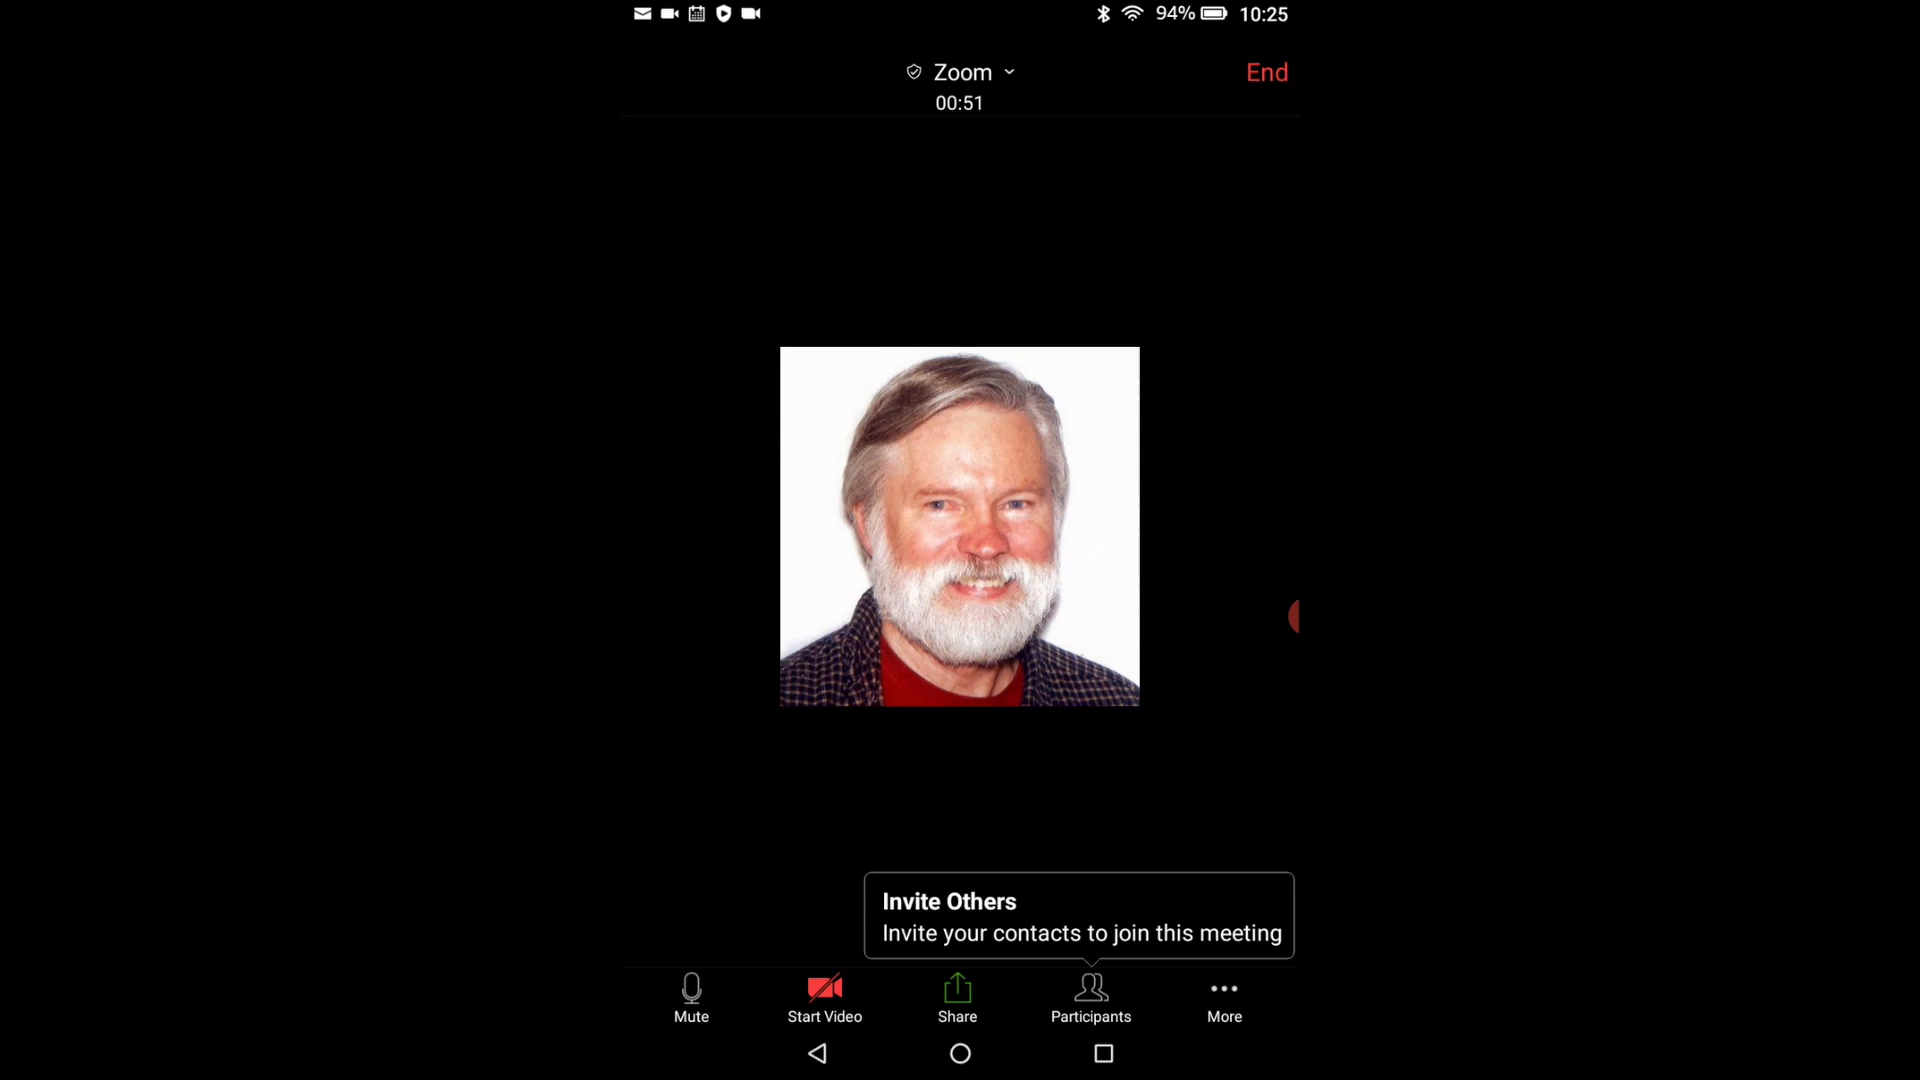 94% 10:25
Zoom
End
00:51
Invite Others
Invite your contacts to join this meeting
Mute
Start Video
Share
Participants
More